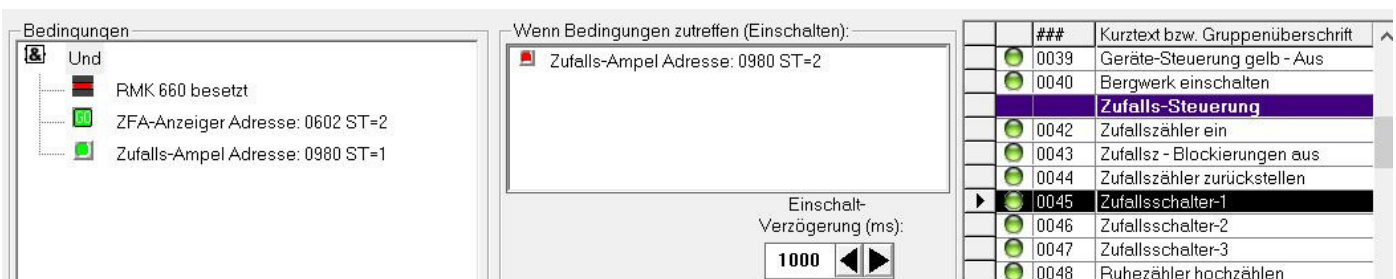 Bedingungen
& Und
RMK 660 besetzt
GO ZFA-Anzeiger Adresse: 0602 ST=2
Zufalls-Ampel Adresse: 0980 ST=1
Wenn Bedingungen zutreffen (Einschalten):
Zufalls-Ampel Adresse: 0980 ST=2
Einschalt-
Verzögerung (ms):
1000
### Kurztext bzw. Gruppenüberschrift
0039 Geräte-Steuerung gelb - Aus
0040 Bergwerk einschalten
Zufalls-Steuerung
0042 Zufallszähler ein
0043 Zufallsz - Blockierungen aus
0044 Zufallszähler zurückstellen
0045 Zufallsschalter-1
0046 Zufallsschalter-2
0047 Zufallsschalter-3
0048 Ruhezähler hochzählen